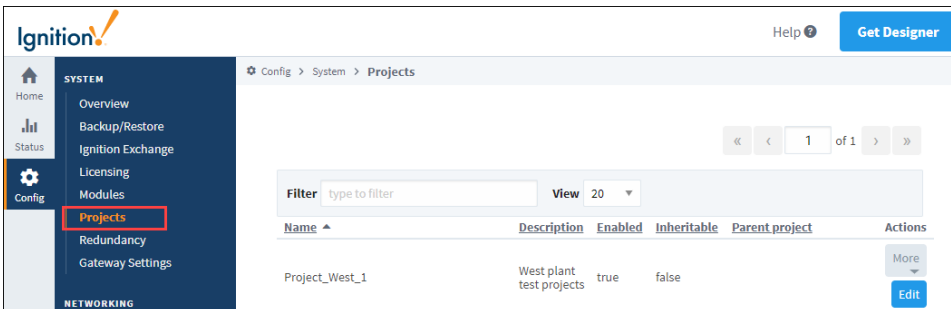 Ignition!
Help ?
Get Designer
Home
Status
Config
SYSTEM
Overview
Backup/Restore
Ignition Exchange
Licensing
Modules
Projects
Redundancy
Gateway Settings
NETWORKING
Config > System > Projects
« ‹ 1 of 1 › »
Filter type to filter View 20
Name Description Enabled Inheritable Parent project Actions
Project_West_1 West plant true false More
test projects
Edit